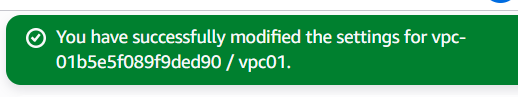 You have successfully modified the settings for vpc-
01b5e5f089f9ded90 / vpc01.